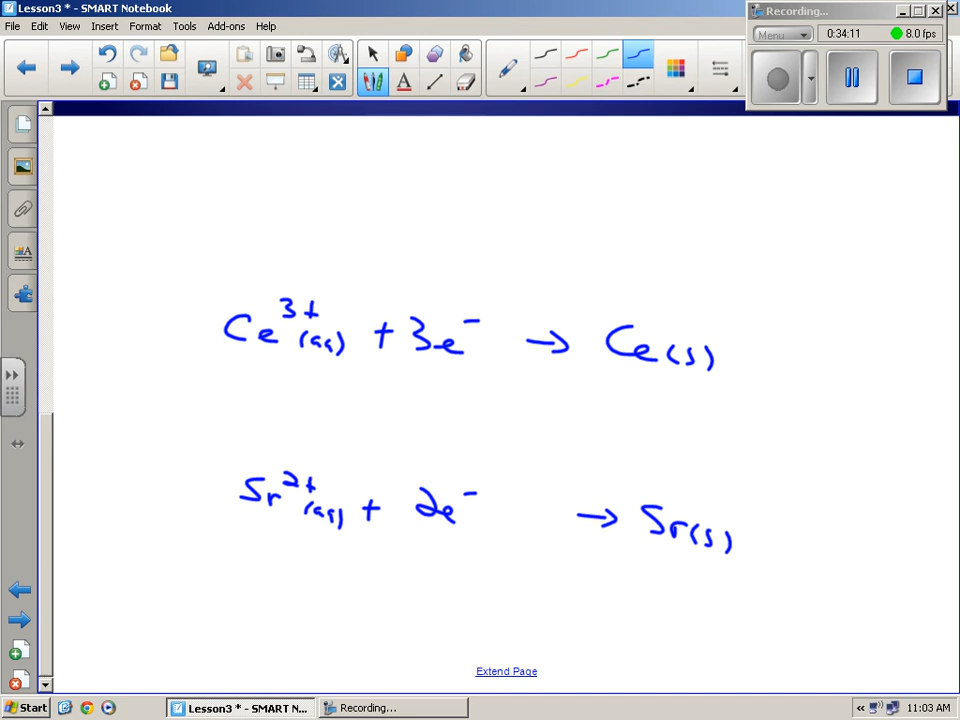 Lesson3 * - SMART Notebook
Recording...
File Edit View Insert Format Tools Add-ons Help
Menu 0:34:11 8.0 fps
Ce³⁺(aq) + 3e⁻ → Ce(s)
Sr²⁺(aq) + 2e⁻ → Sr(s)
Extend Page
Start Lesson3 * - SMART N... Recording... 11:03 AM